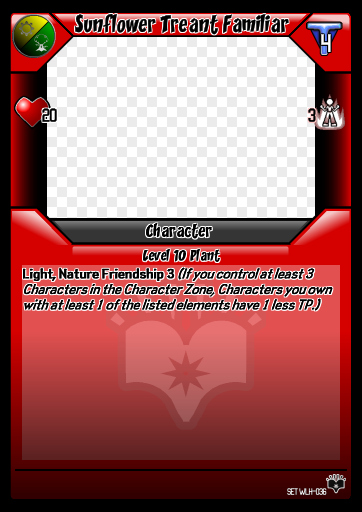 Sunflower Treant Familiar
T4
20
3
Character
Level 10 Plant
Light, Nature Friendship 3 (If you control at least 3
Characters in the Character Zone, Characters you own
with at least 1 of the listed elements have 1 less TP.)
SET WLH-036